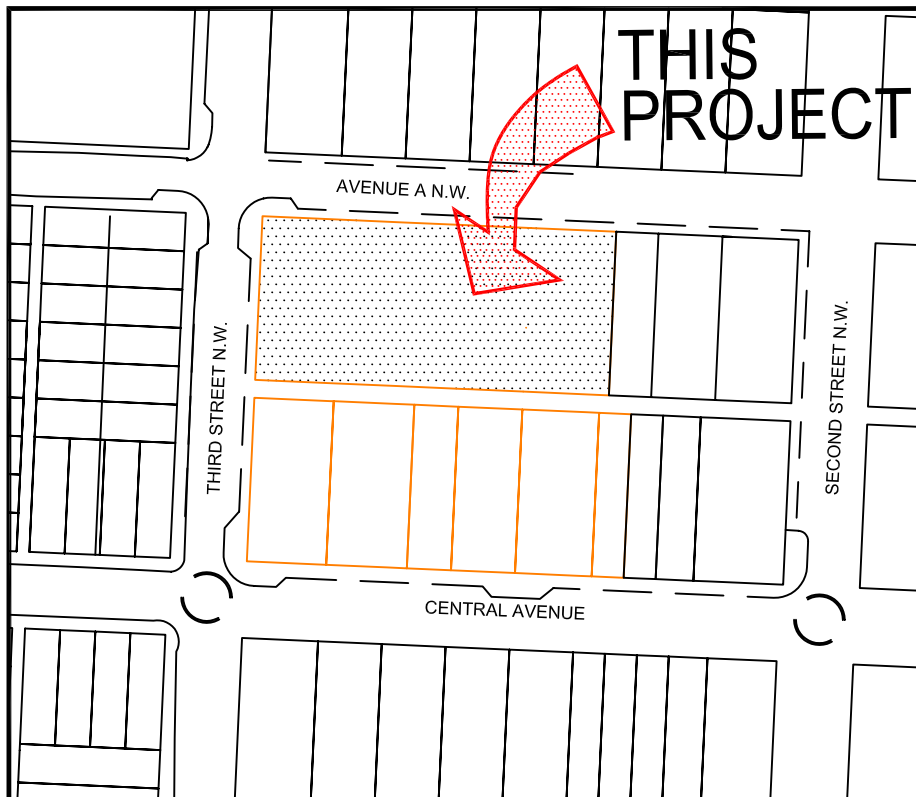 THIS
PROJECT
AVENUE A N.W.
THIRD STREET N.W.
SECOND STREET N.W.
CENTRAL AVENUE